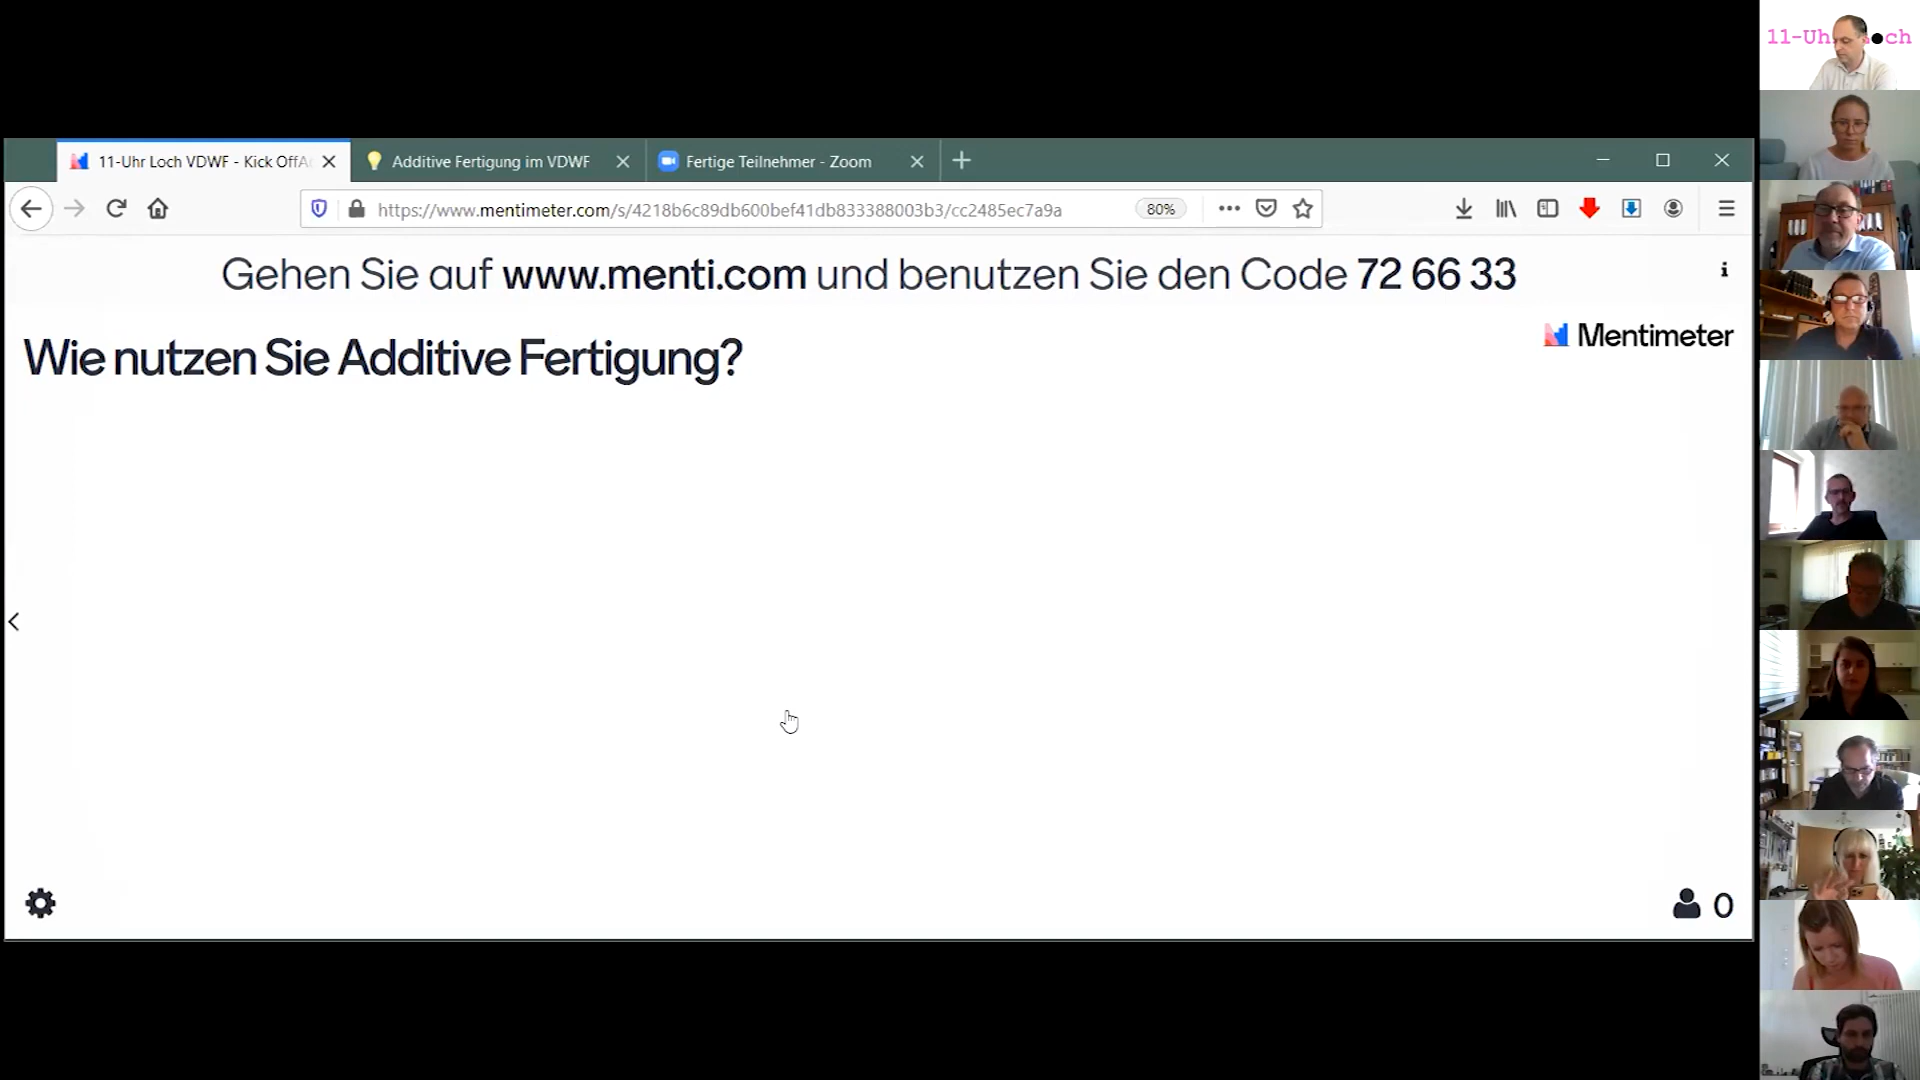 11-Uhr Loch VDWF - Kick OffA
Additive Fertigung im VDWF
Fertige Teilnehmer - Zoom
https://www.mentimeter.com/s/4218b6c89db600bef41db833388003b3/cc2485ec7a9a
80%
Gehen Sie auf www.menti.com und benutzen Sie den Code 72 66 33
Mentimeter
Wie nutzen Sie Additive Fertigung?
0